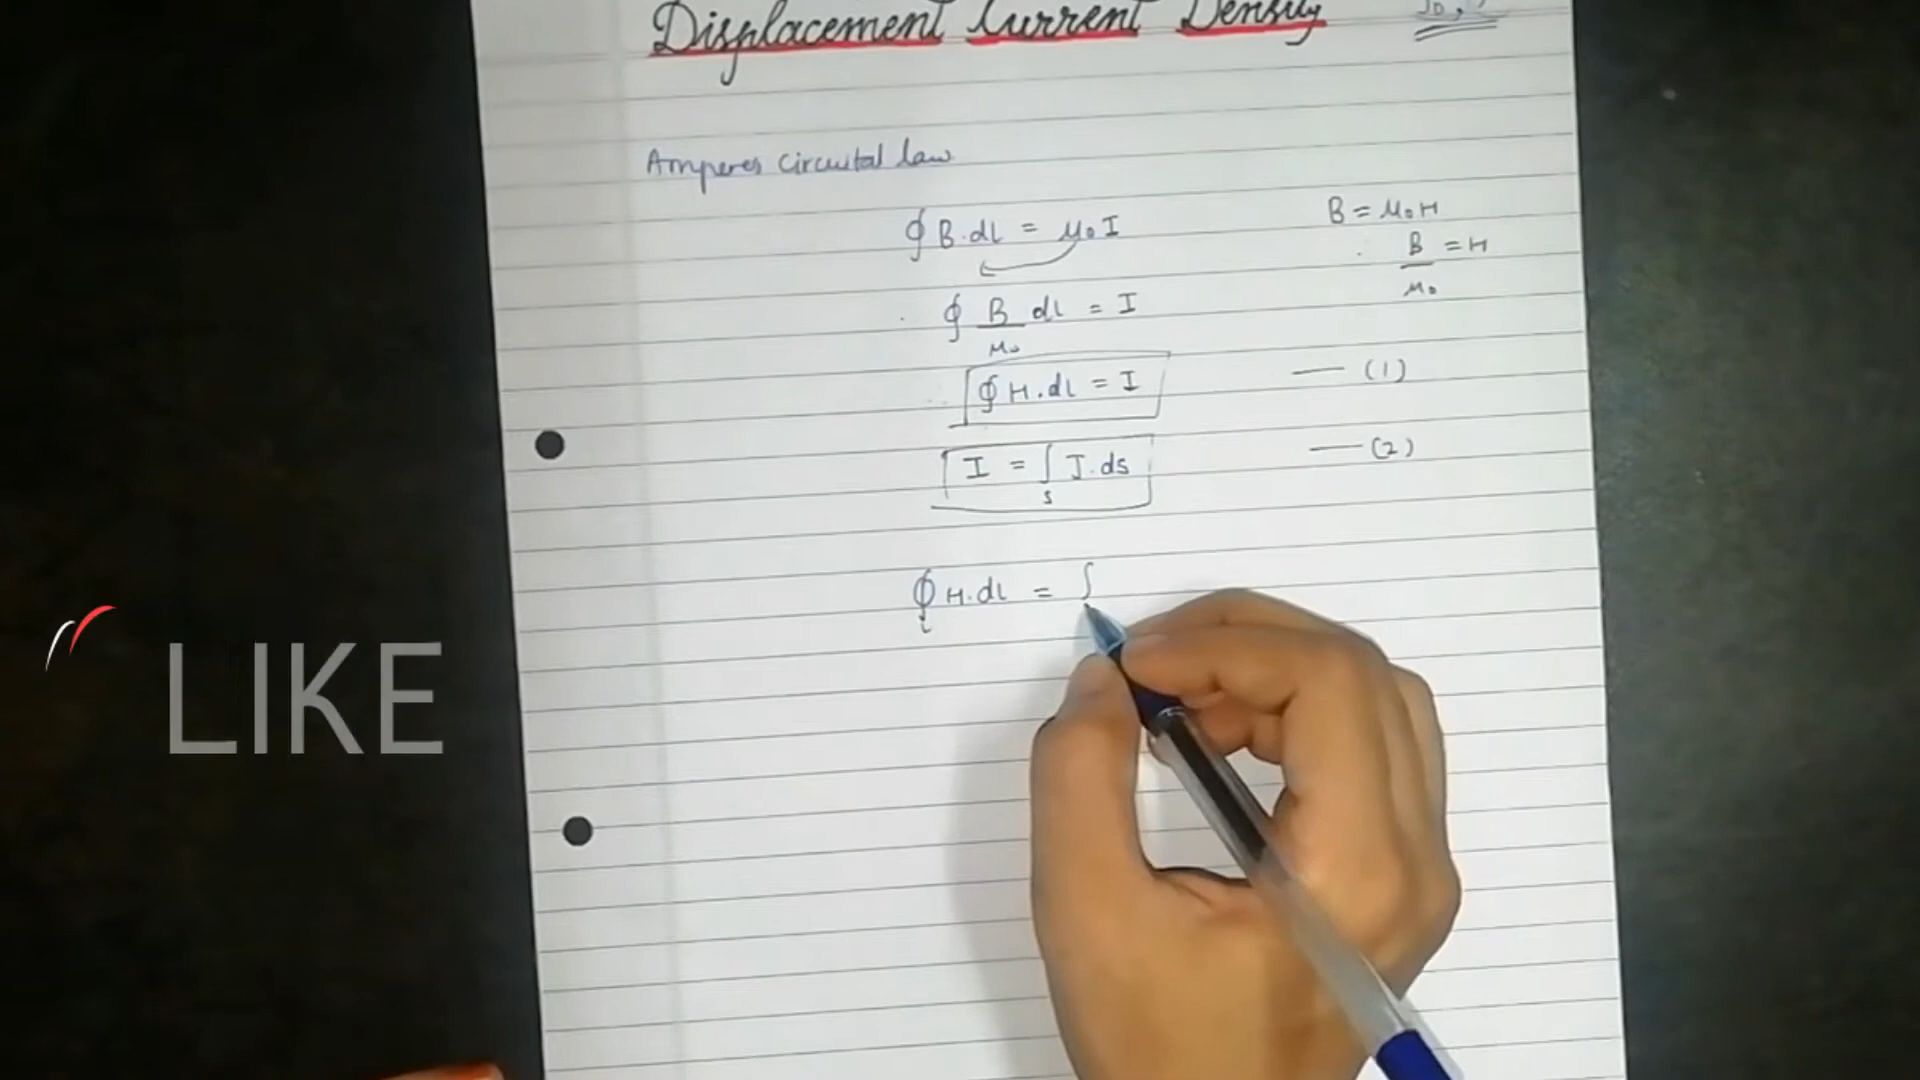 Displacement Current Density
Amperes Circuital law
∮ B.dl = μ₀I
B = μ₀H
B/μ₀ = H
∮ B/μ₀ dl = I
∮ H.dl = I —— (1)
I = ∫s J.ds —— (2)
∮l H.dl = ∫
LIKE